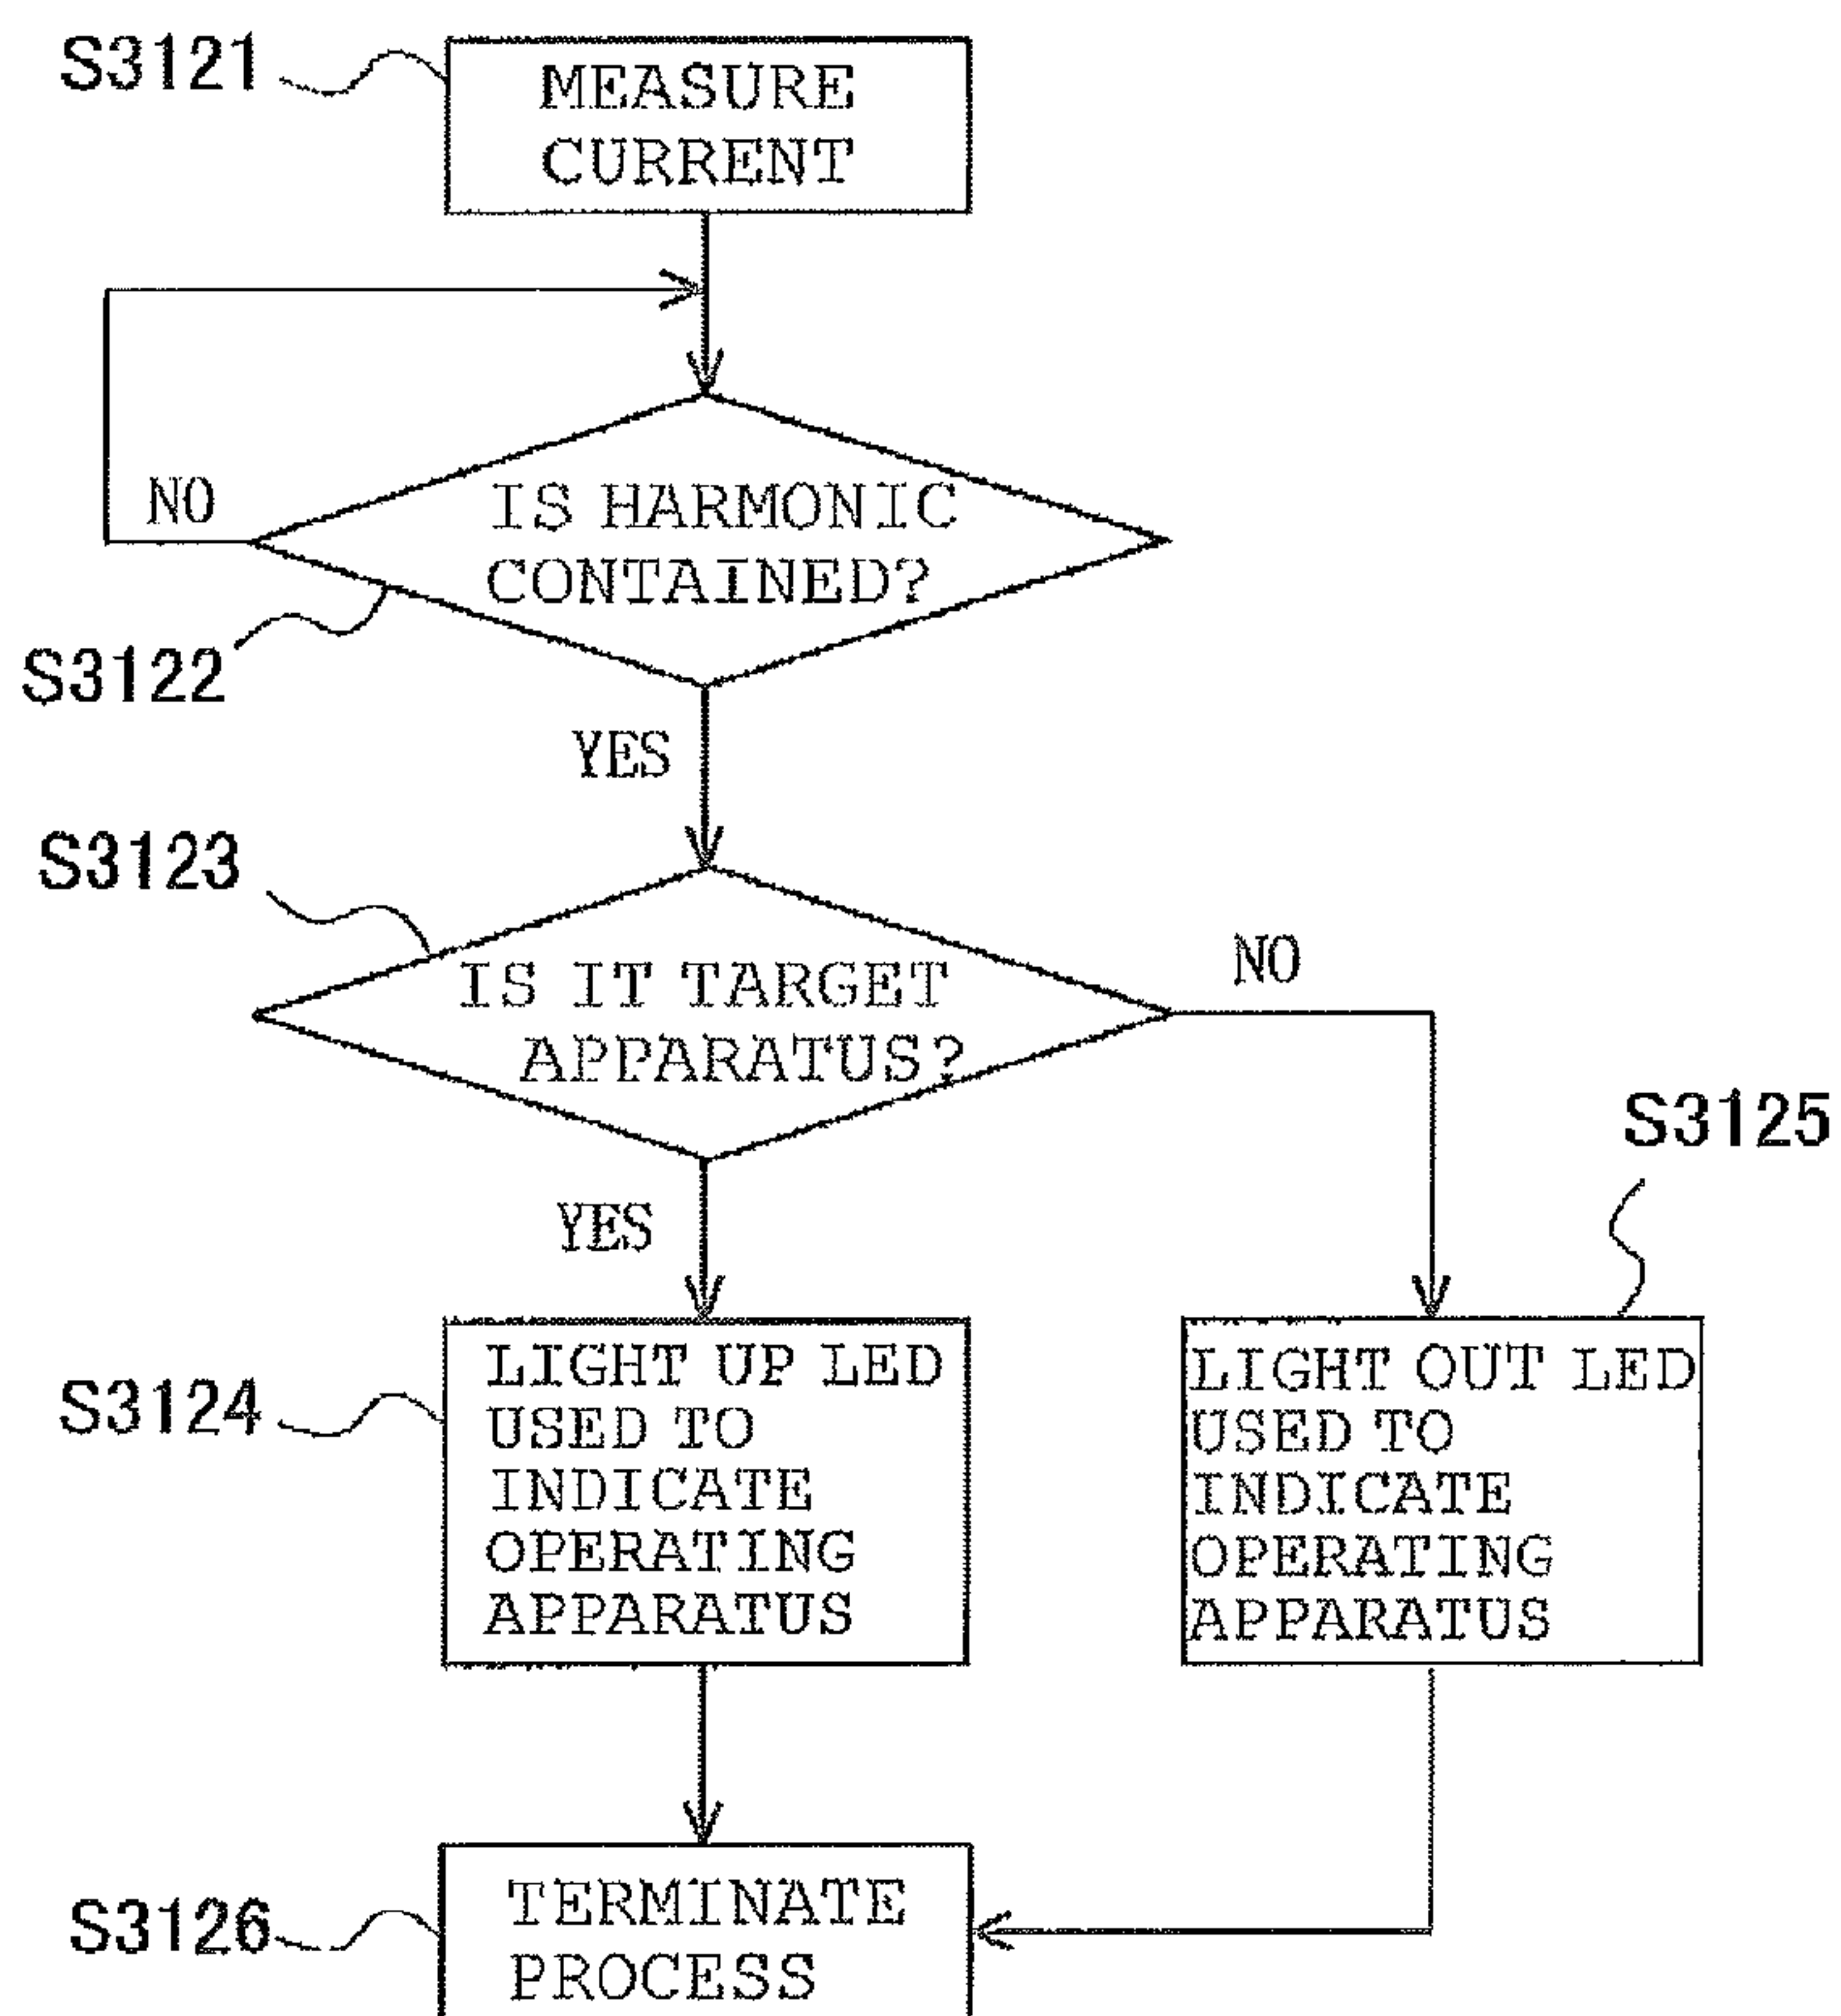 S3121
MEASURE
CURRENT
NO
IS HARMONIC
CONTAINED?
S3122
YES
S3123
IS IT TARGET
APPARATUS?
NO
YES
S3125
S3124
LIGHT UP LED
USED TO
INDICATE
OPERATING
APPARATUS
LIGHT OUT LED
USED TO
INDICATE
OPERATING
APPARATUS
S3126
TERMINATE
PROCESS